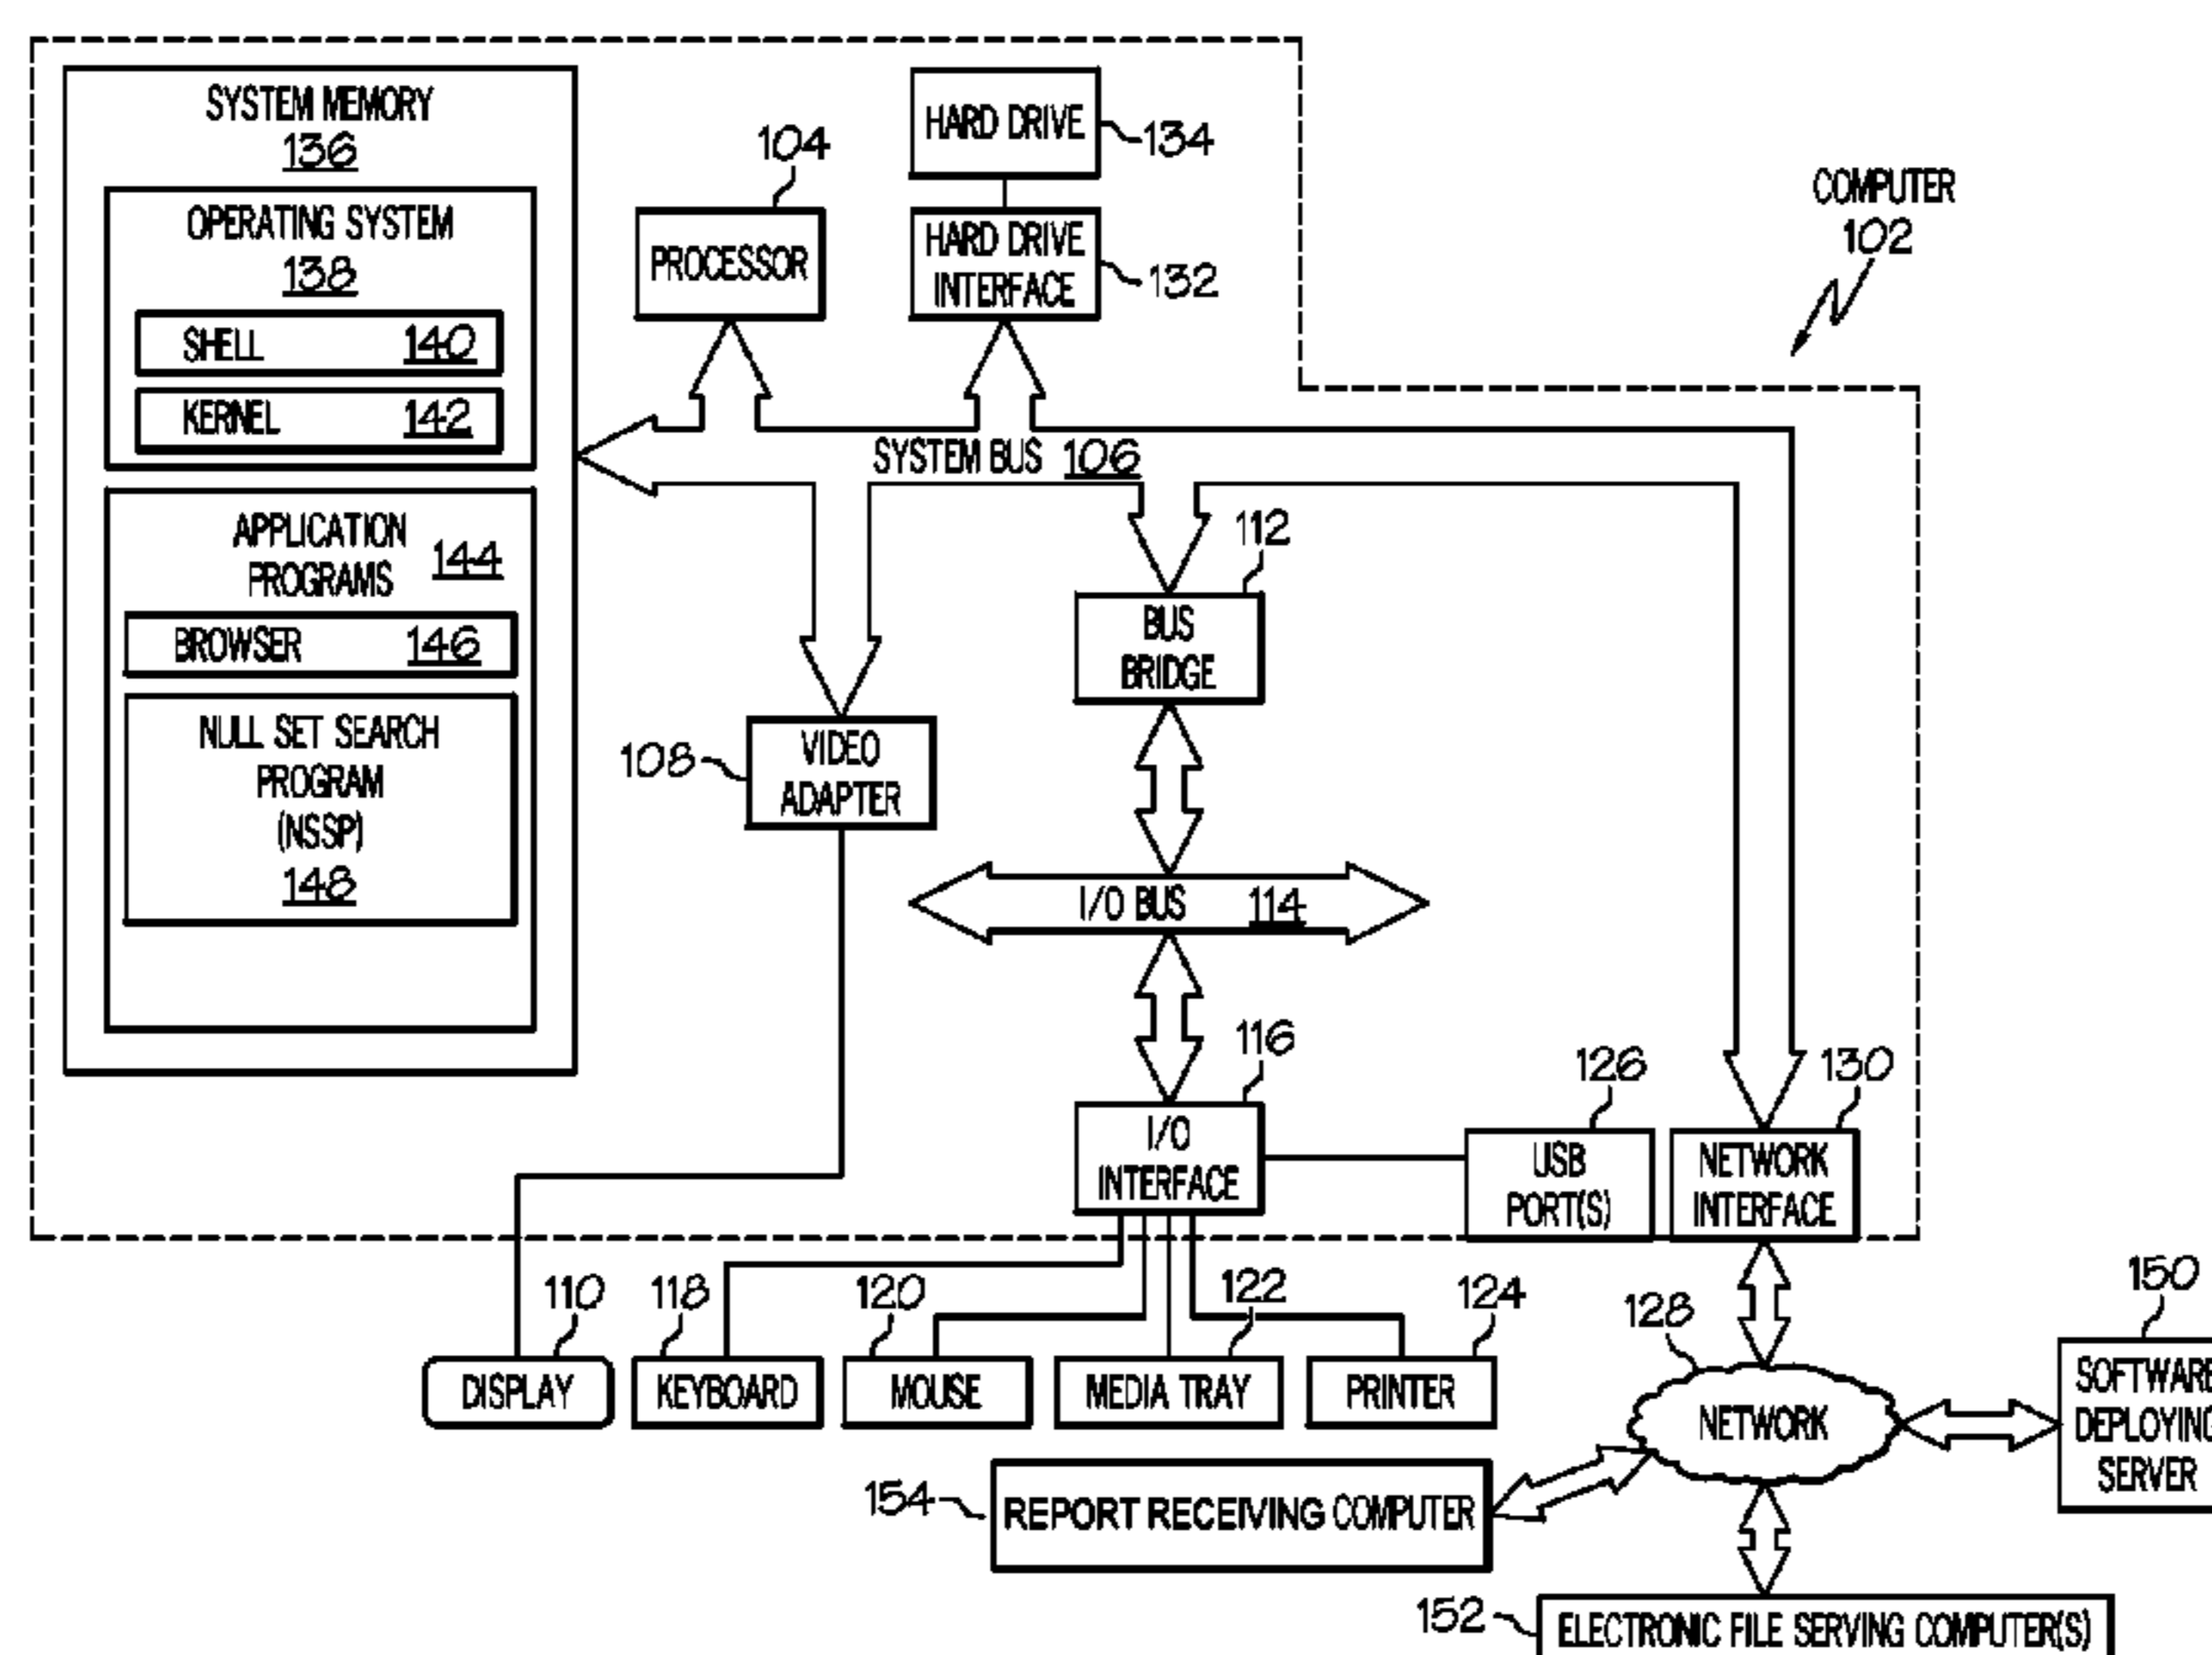 SYSTEM MEMORY
136
OPERATING SYSTEM
138
SHELL 140
KERNEL 142
APPLICATION
PROGRAMS 144
BROWSER 146
NULL SET SEARCH
PROGRAM
(NSSP)
148
104
PROCESSOR
HARD DRIVE
134
HARD DRIVE
INTERFACE
132
COMPUTER
102
SYSTEM BUS 106
112
BUS
BRIDGE
108
VIDEO
ADAPTER
I/O BUS 114
116
I/O
INTERFACE
126
USB
PORT(S)
130
NETWORK
INTERFACE
110
DISPLAY
118
KEYBOARD
120
MOUSE
122
MEDIA TRAY
124
PRINTER
128
NETWORK
150
SOFTWARE
DEPLOYING
SERVER
154
REPORT RECEIVING COMPUTER
152
ELECTRONIC FILE SERVING COMPUTER(S)